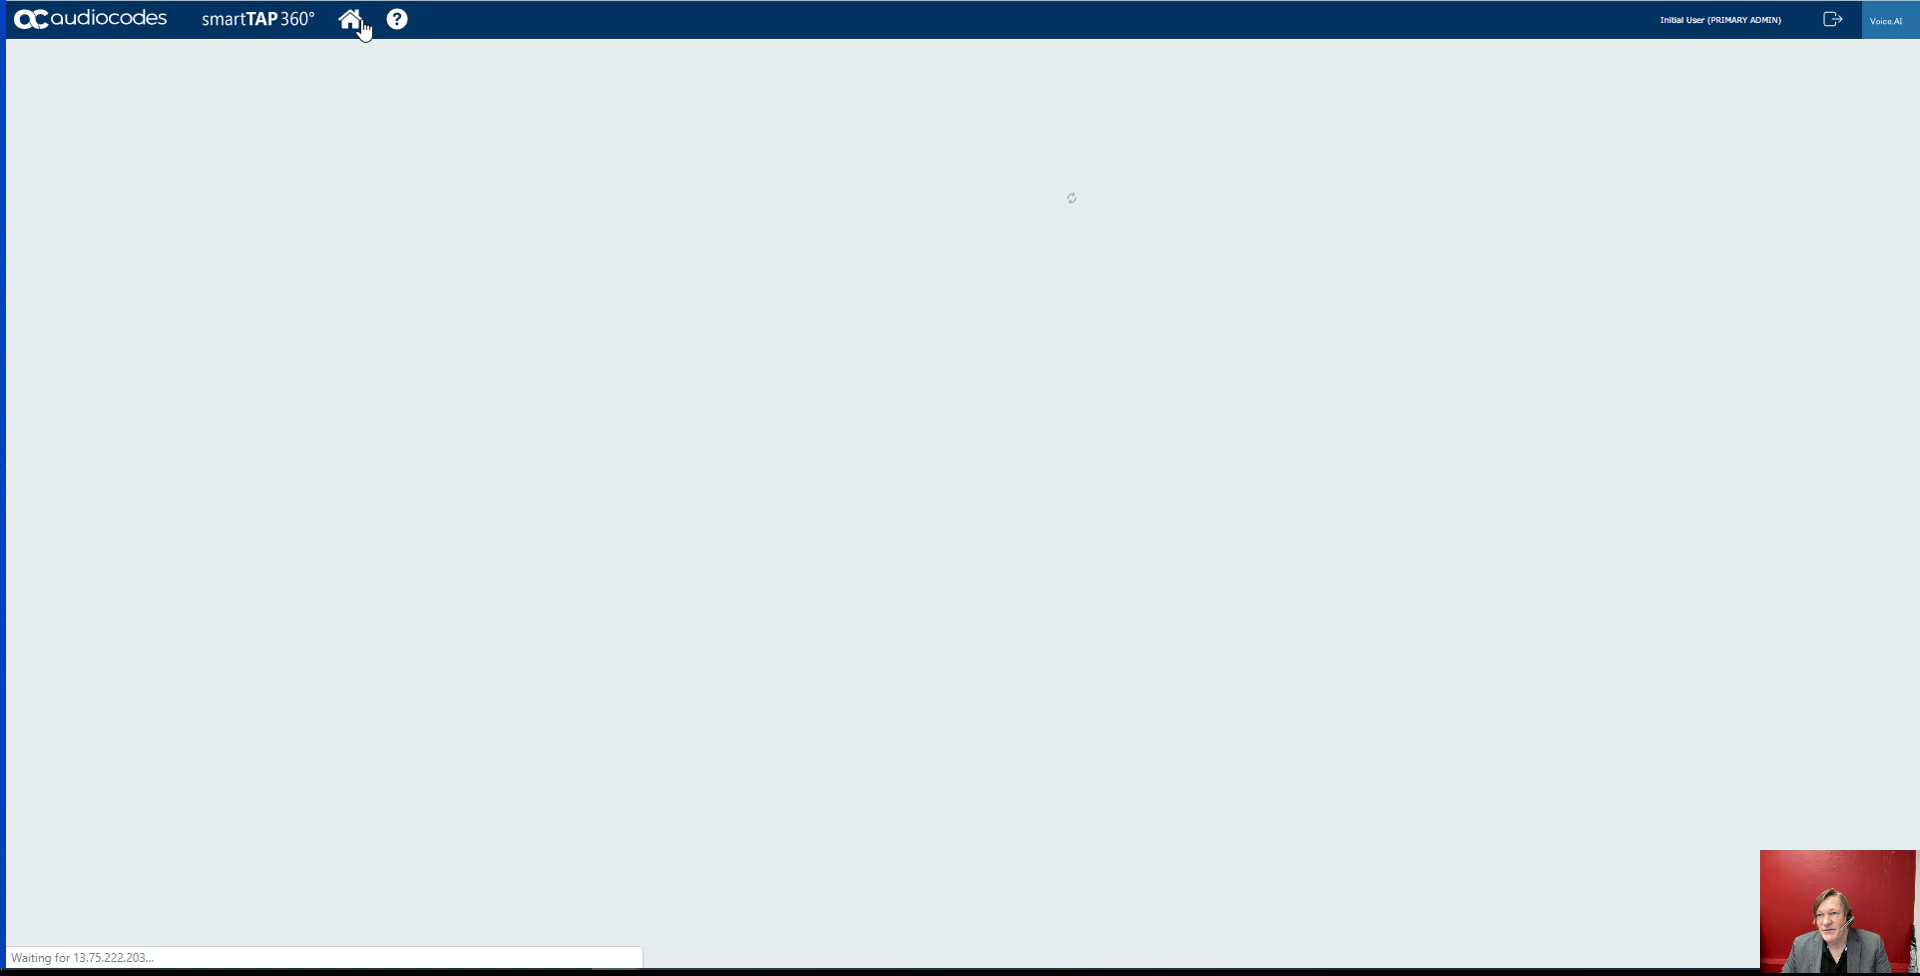 audiocodes smartTAP 360° ? Initial User (PRIMARY ADMIN) Voice.AI
Waiting for 13.75.222.203...